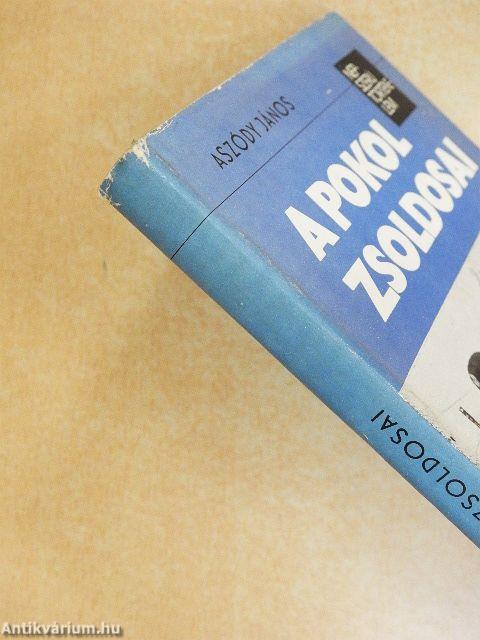 ASZÓDY JÁNOS
A POKOL
ZSOLDOSAI
ZSOLDOSAI
Antikvárium.hu